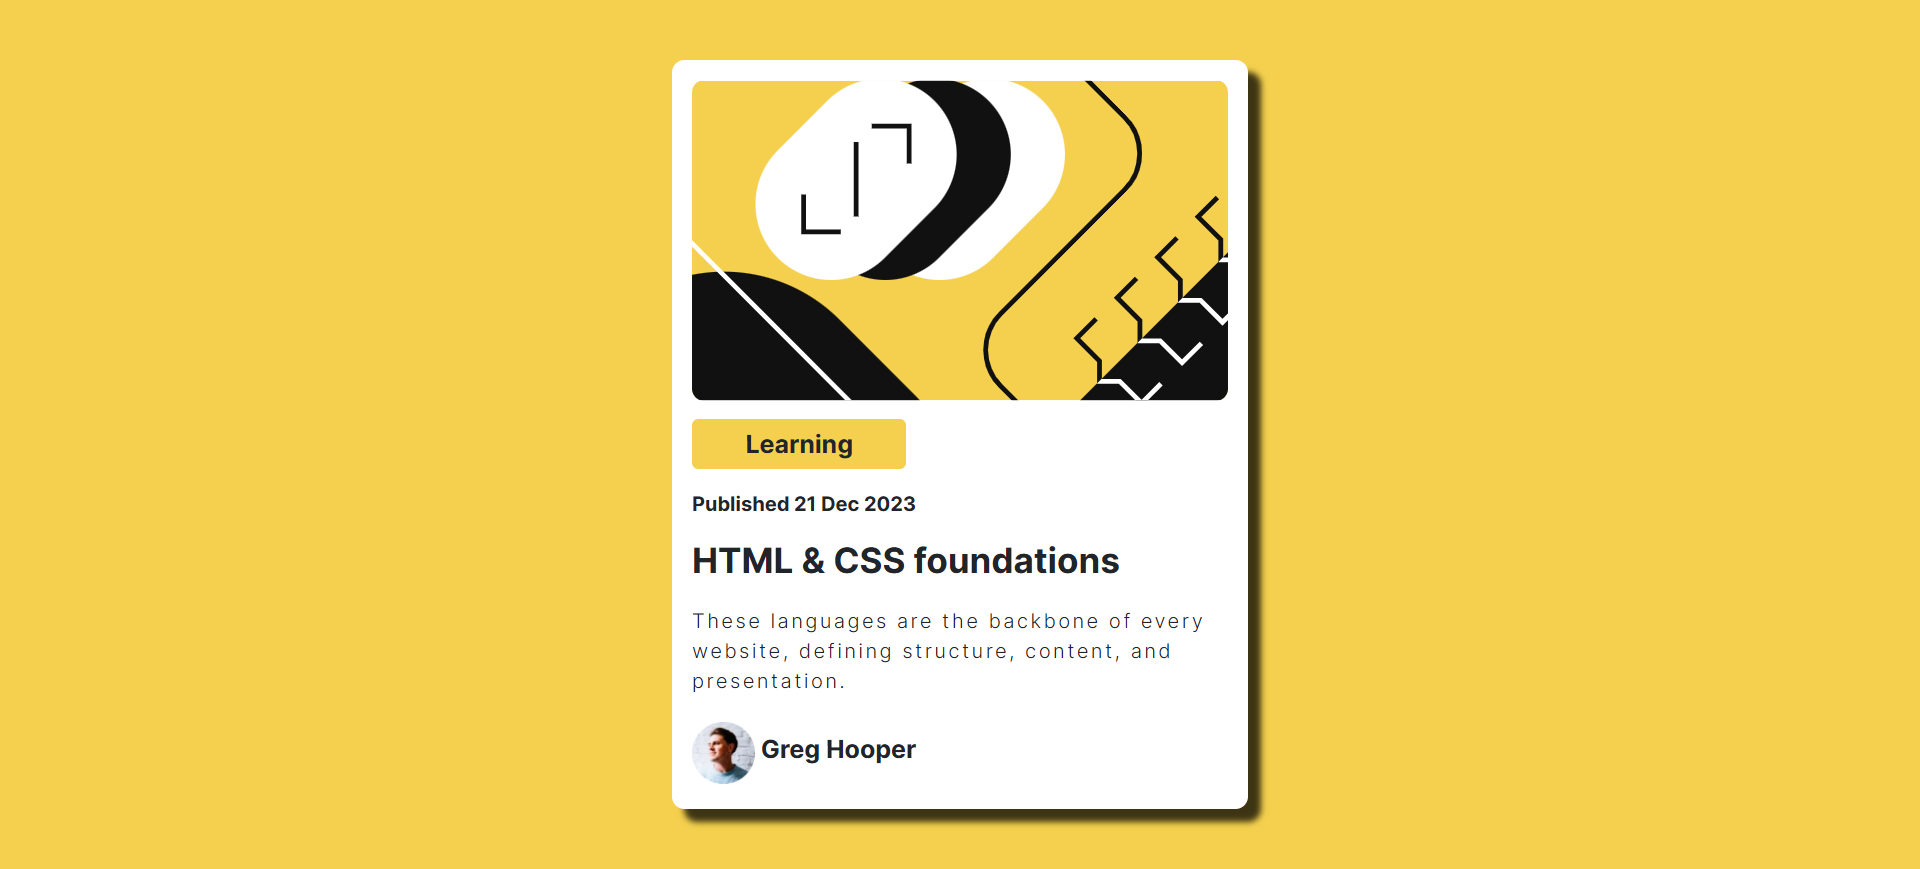 Learning
Published 21 Dec 2023
HTML & CSS foundations
These languages are the backbone of every
website, defining structure, content, and
presentation.
Greg Hooper